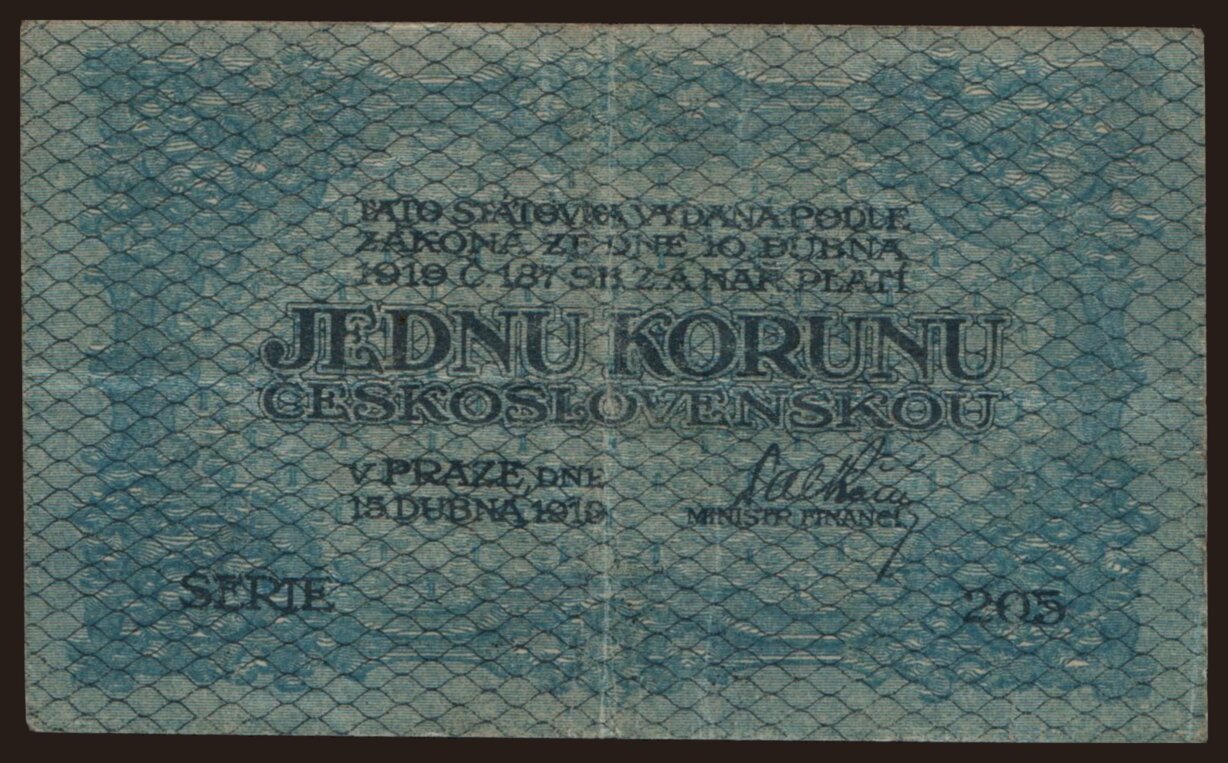 TATO STÁTOVKA VYDANÁ PODLE
ZÁKONA ZE DNE 10. DUBNA
1919 Č 187 SB. Z. A NAŘ. PLATÍ
JEDNU KORUNU
ČESKOSLOVENSKOU
V PRAZE, DNE
15. DUBNA 1919
MINISTR FINANCÍ
SERIE 205